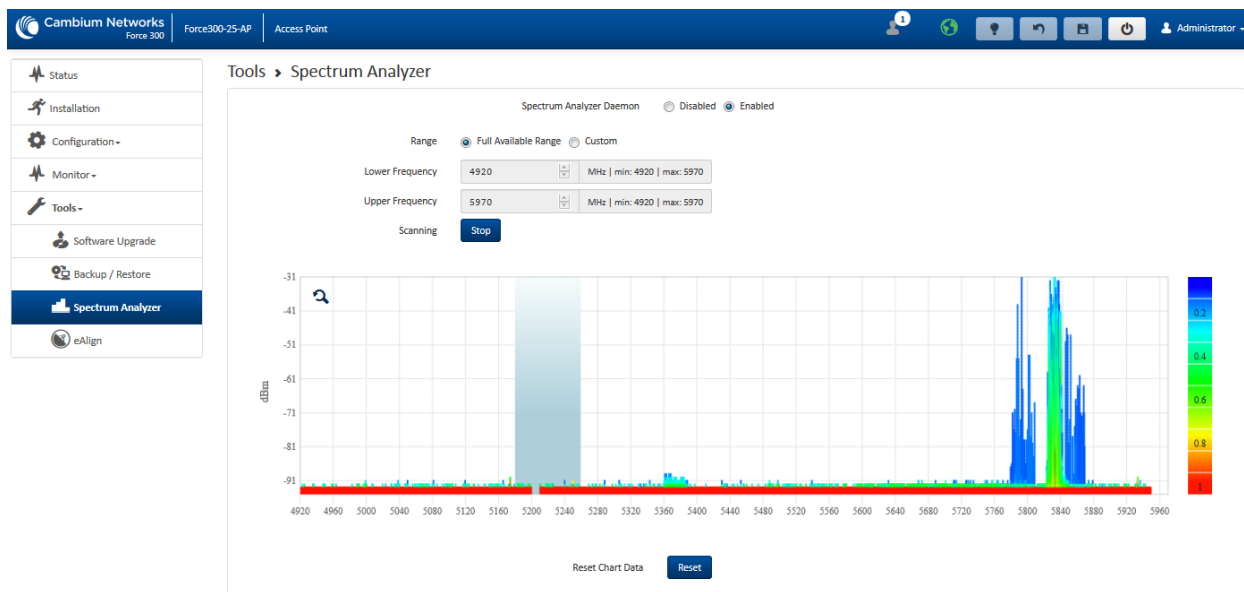 Cambium Networks
Force 300
Force300-25-AP
Access Point
1
Administrator
Status
Installation
Configuration
Monitor
Tools
Software Upgrade
Backup / Restore
Spectrum Analyzer
eAlign
Tools > Spectrum Analyzer
Spectrum Analyzer Daemon Disabled Enabled
Range Full Available Range Custom
Lower Frequency 4920 MHz | min: 4920 | max: 5970
Upper Frequency 5970 MHz | min: 4920 | max: 5970
Scanning Stop
dBm
-31
-41
-51
-61
-71
-81
-91
4920 4960 5000 5040 5080 5120 5160 5200 5240 5280 5320 5360 5400 5440 5480 5520 5560 5600 5640 5680 5720 5760 5800 5840 5880 5920 5960
0.2
0.4
0.6
0.8
1
Reset Chart Data Reset